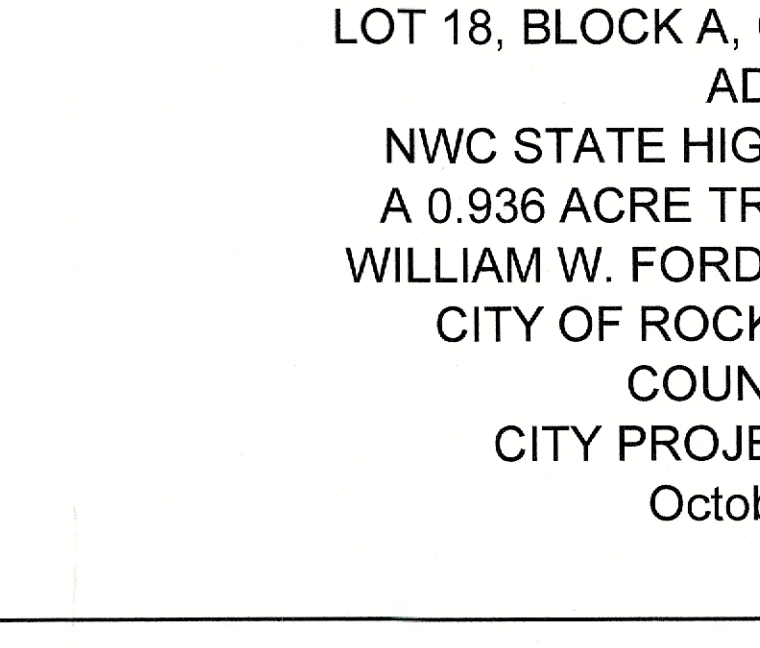 LOT 18, BLOCK A,
AD
NWC STATE HIG
A 0.936 ACRE TR
WILLIAM W. FORD
CITY OF ROCK
COUN
CITY PROJE
Octob